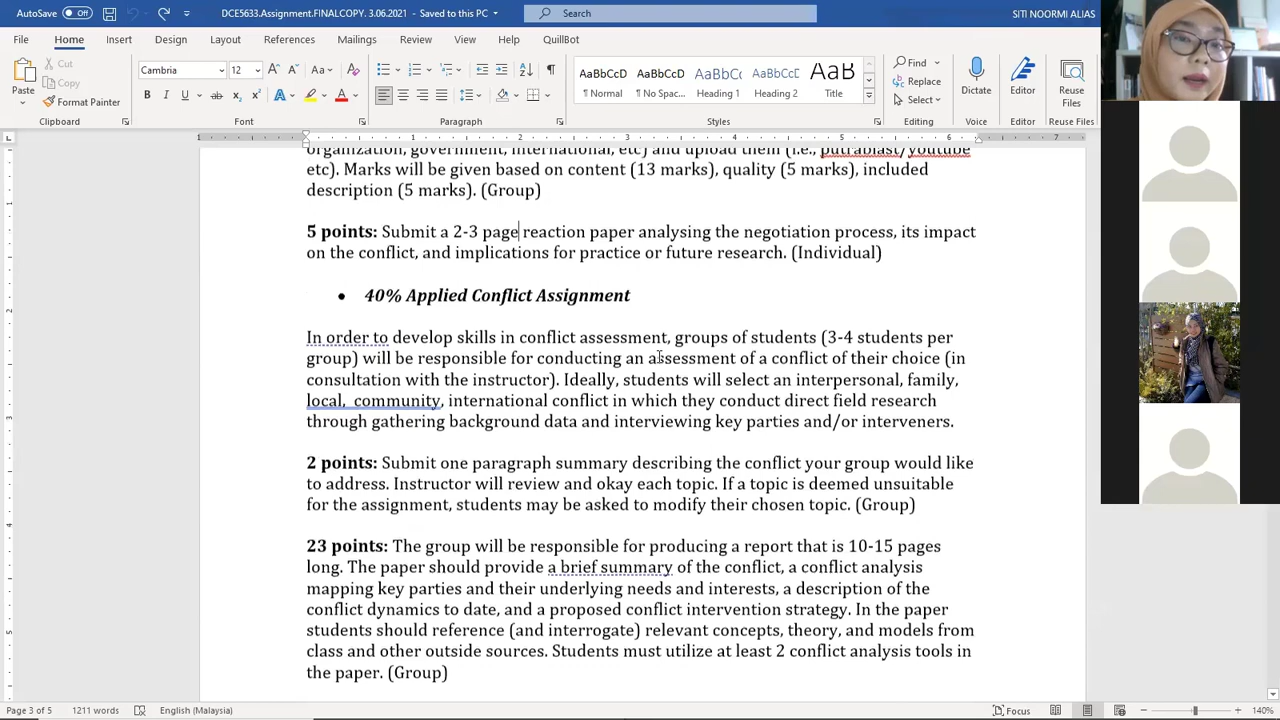 AutoSave Off DCE5633.Assignment.FINALCOPY. 3.06.2021 - Saved to this PC Search SITI NOORMI ALIAS
File Home Insert Design Layout References Mailings Review View Help QuillBot
Paste Cut Copy Format Painter Clipboard
Cambria 12 Font
Paragraph
AaBbCcD ¶ Normal AaBbCcD ¶ No Spac... AaBbCc Heading 1 AaBbCcD Heading 2 AaB Title Styles
Find Replace Select Editing
Dictate Voice
Editor Editor
Reuse Files Reuse Files
1 1 2 3 4 5 6 7
organization, government, international, etc) and upload them (i.e., putrablast/youtube
etc). Marks will be given based on content (13 marks), quality (5 marks), included
description (5 marks). (Group)
5 points: Submit a 2-3 page reaction paper analysing the negotiation process, its impact
on the conflict, and implications for practice or future research. (Individual)
• 40% Applied Conflict Assignment
In order to develop skills in conflict assessment, groups of students (3-4 students per
group) will be responsible for conducting an assessment of a conflict of their choice (in
consultation with the instructor). Ideally, students will select an interpersonal, family,
local,  community, international conflict in which they conduct direct field research
through gathering background data and interviewing key parties and/or interveners.
2 points: Submit one paragraph summary describing the conflict your group would like
to address. Instructor will review and okay each topic. If a topic is deemed unsuitable
for the assignment, students may be asked to modify their chosen topic. (Group)
23 points: The group will be responsible for producing a report that is 10-15 pages
long. The paper should provide a brief summary of the conflict, a conflict analysis
mapping key parties and their underlying needs and interests, a description of the
conflict dynamics to date, and a proposed conflict intervention strategy. In the paper
students should reference (and interrogate) relevant concepts, theory, and models from
class and other outside sources. Students must utilize at least 2 conflict analysis tools in
the paper. (Group)
Page 3 of 5 1211 words English (Malaysia) Focus 140%